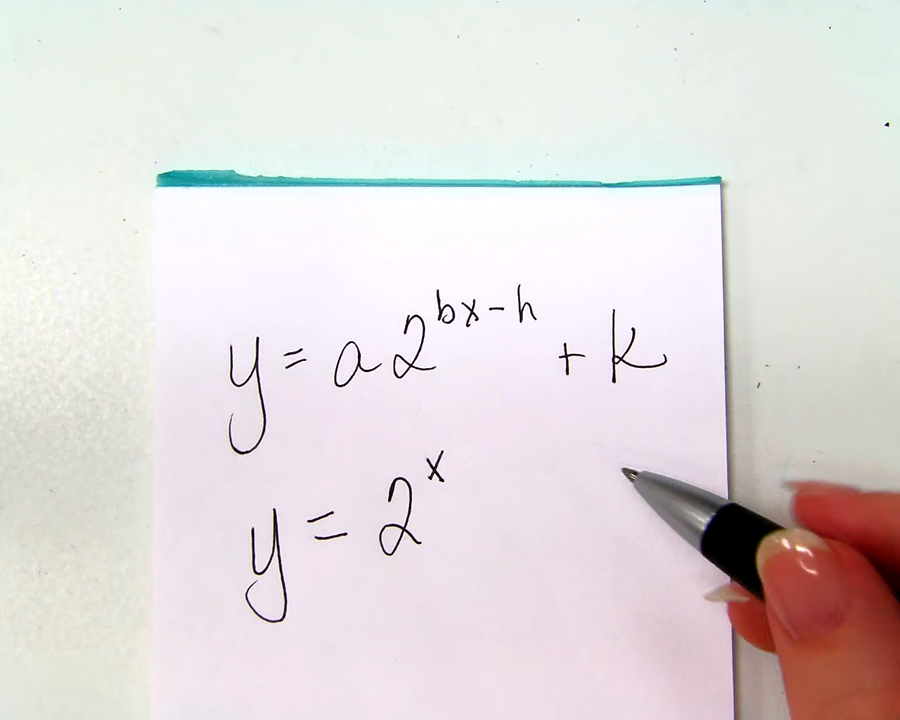 y = a2^{bx-h} + k
y = 2^x